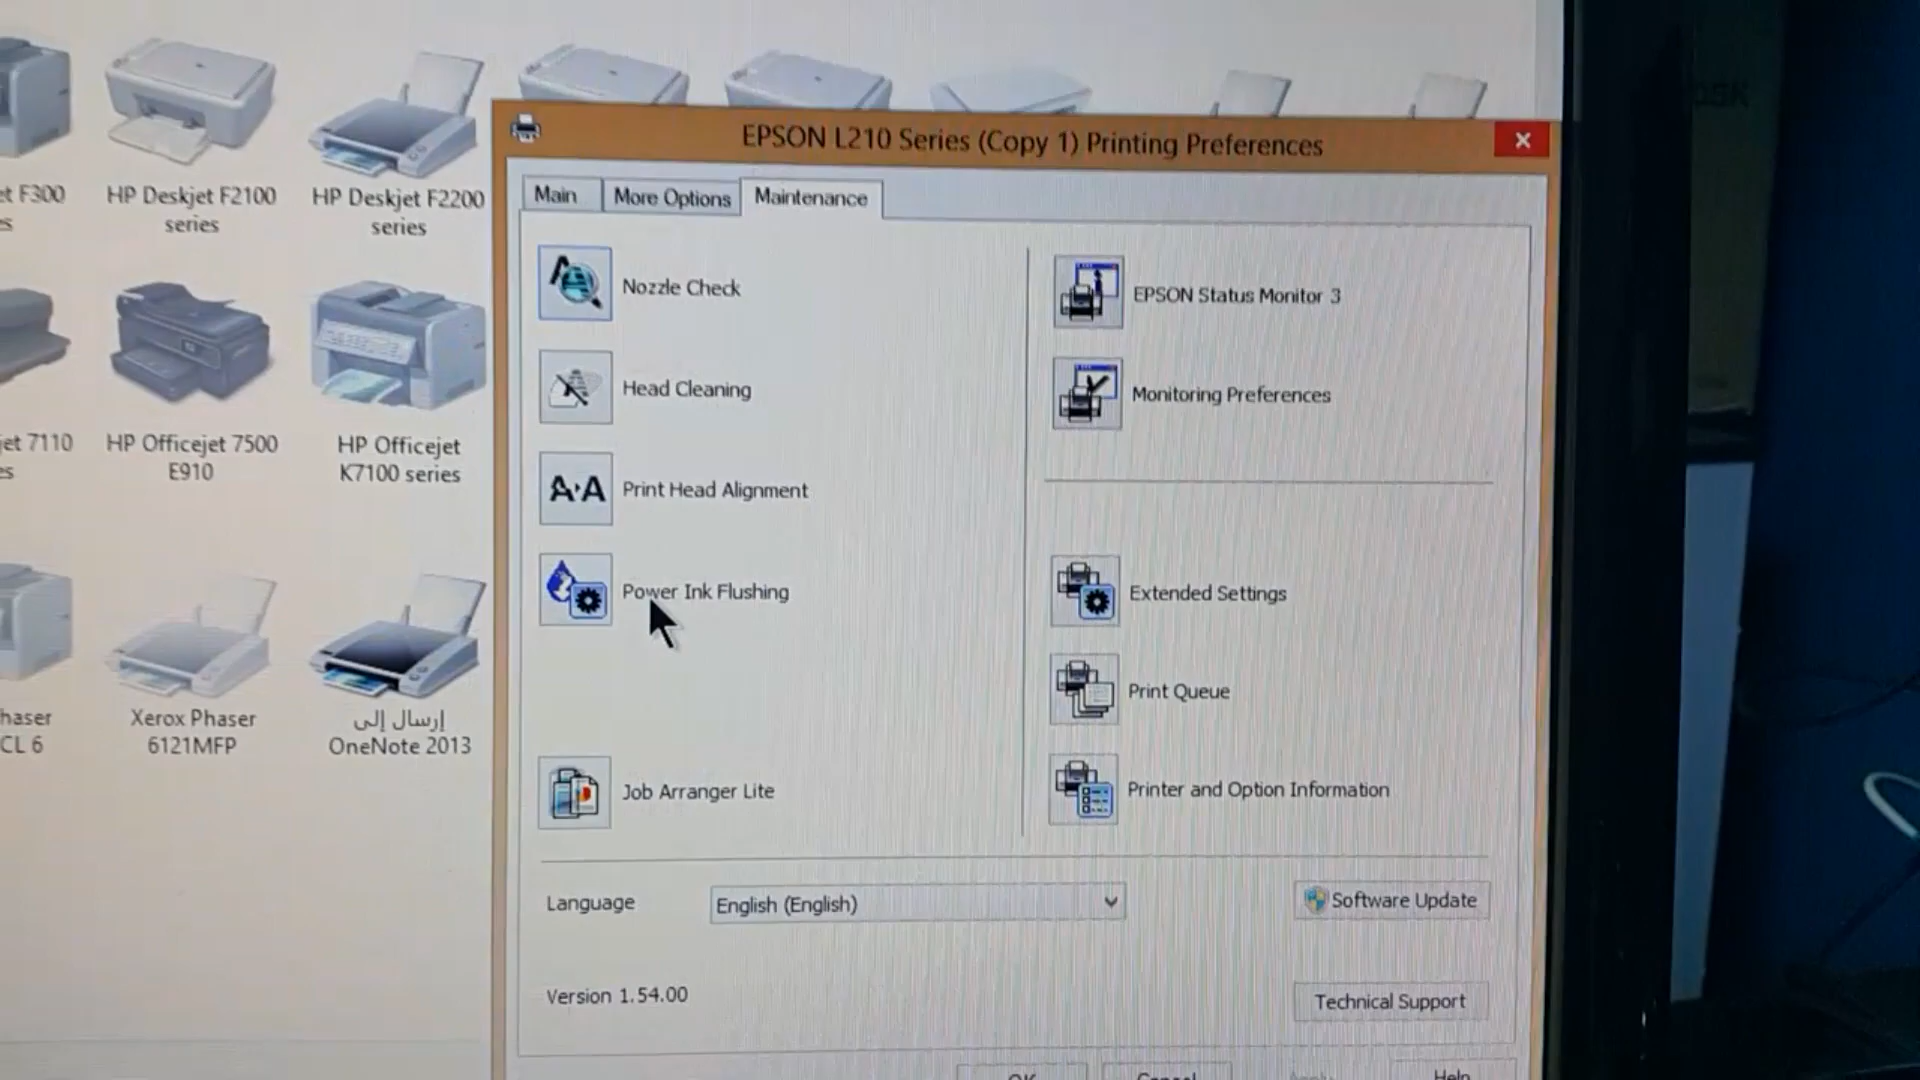 EPSON L210 Series (Copy 1) Printing Preferences
Main
More Options
Maintenance
Nozzle Check
Head Cleaning
Print Head Alignment
Power Ink Flushing
Job Arranger Lite
EPSON Status Monitor 3
Monitoring Preferences
Extended Settings
Print Queue
Printer and Option Information
Language
English (English)
Software Update
Version 1.54.00
Technical Support
OK
Cancel
Help
et F300
HP Deskjet F2100
series
HP Deskjet F2200
series
jet 7110
HP Officejet 7500
E910
HP Officejet
K7100 series
haser
CL 6
Xerox Phaser
6121MFP
إرسال إلى
OneNote 2013